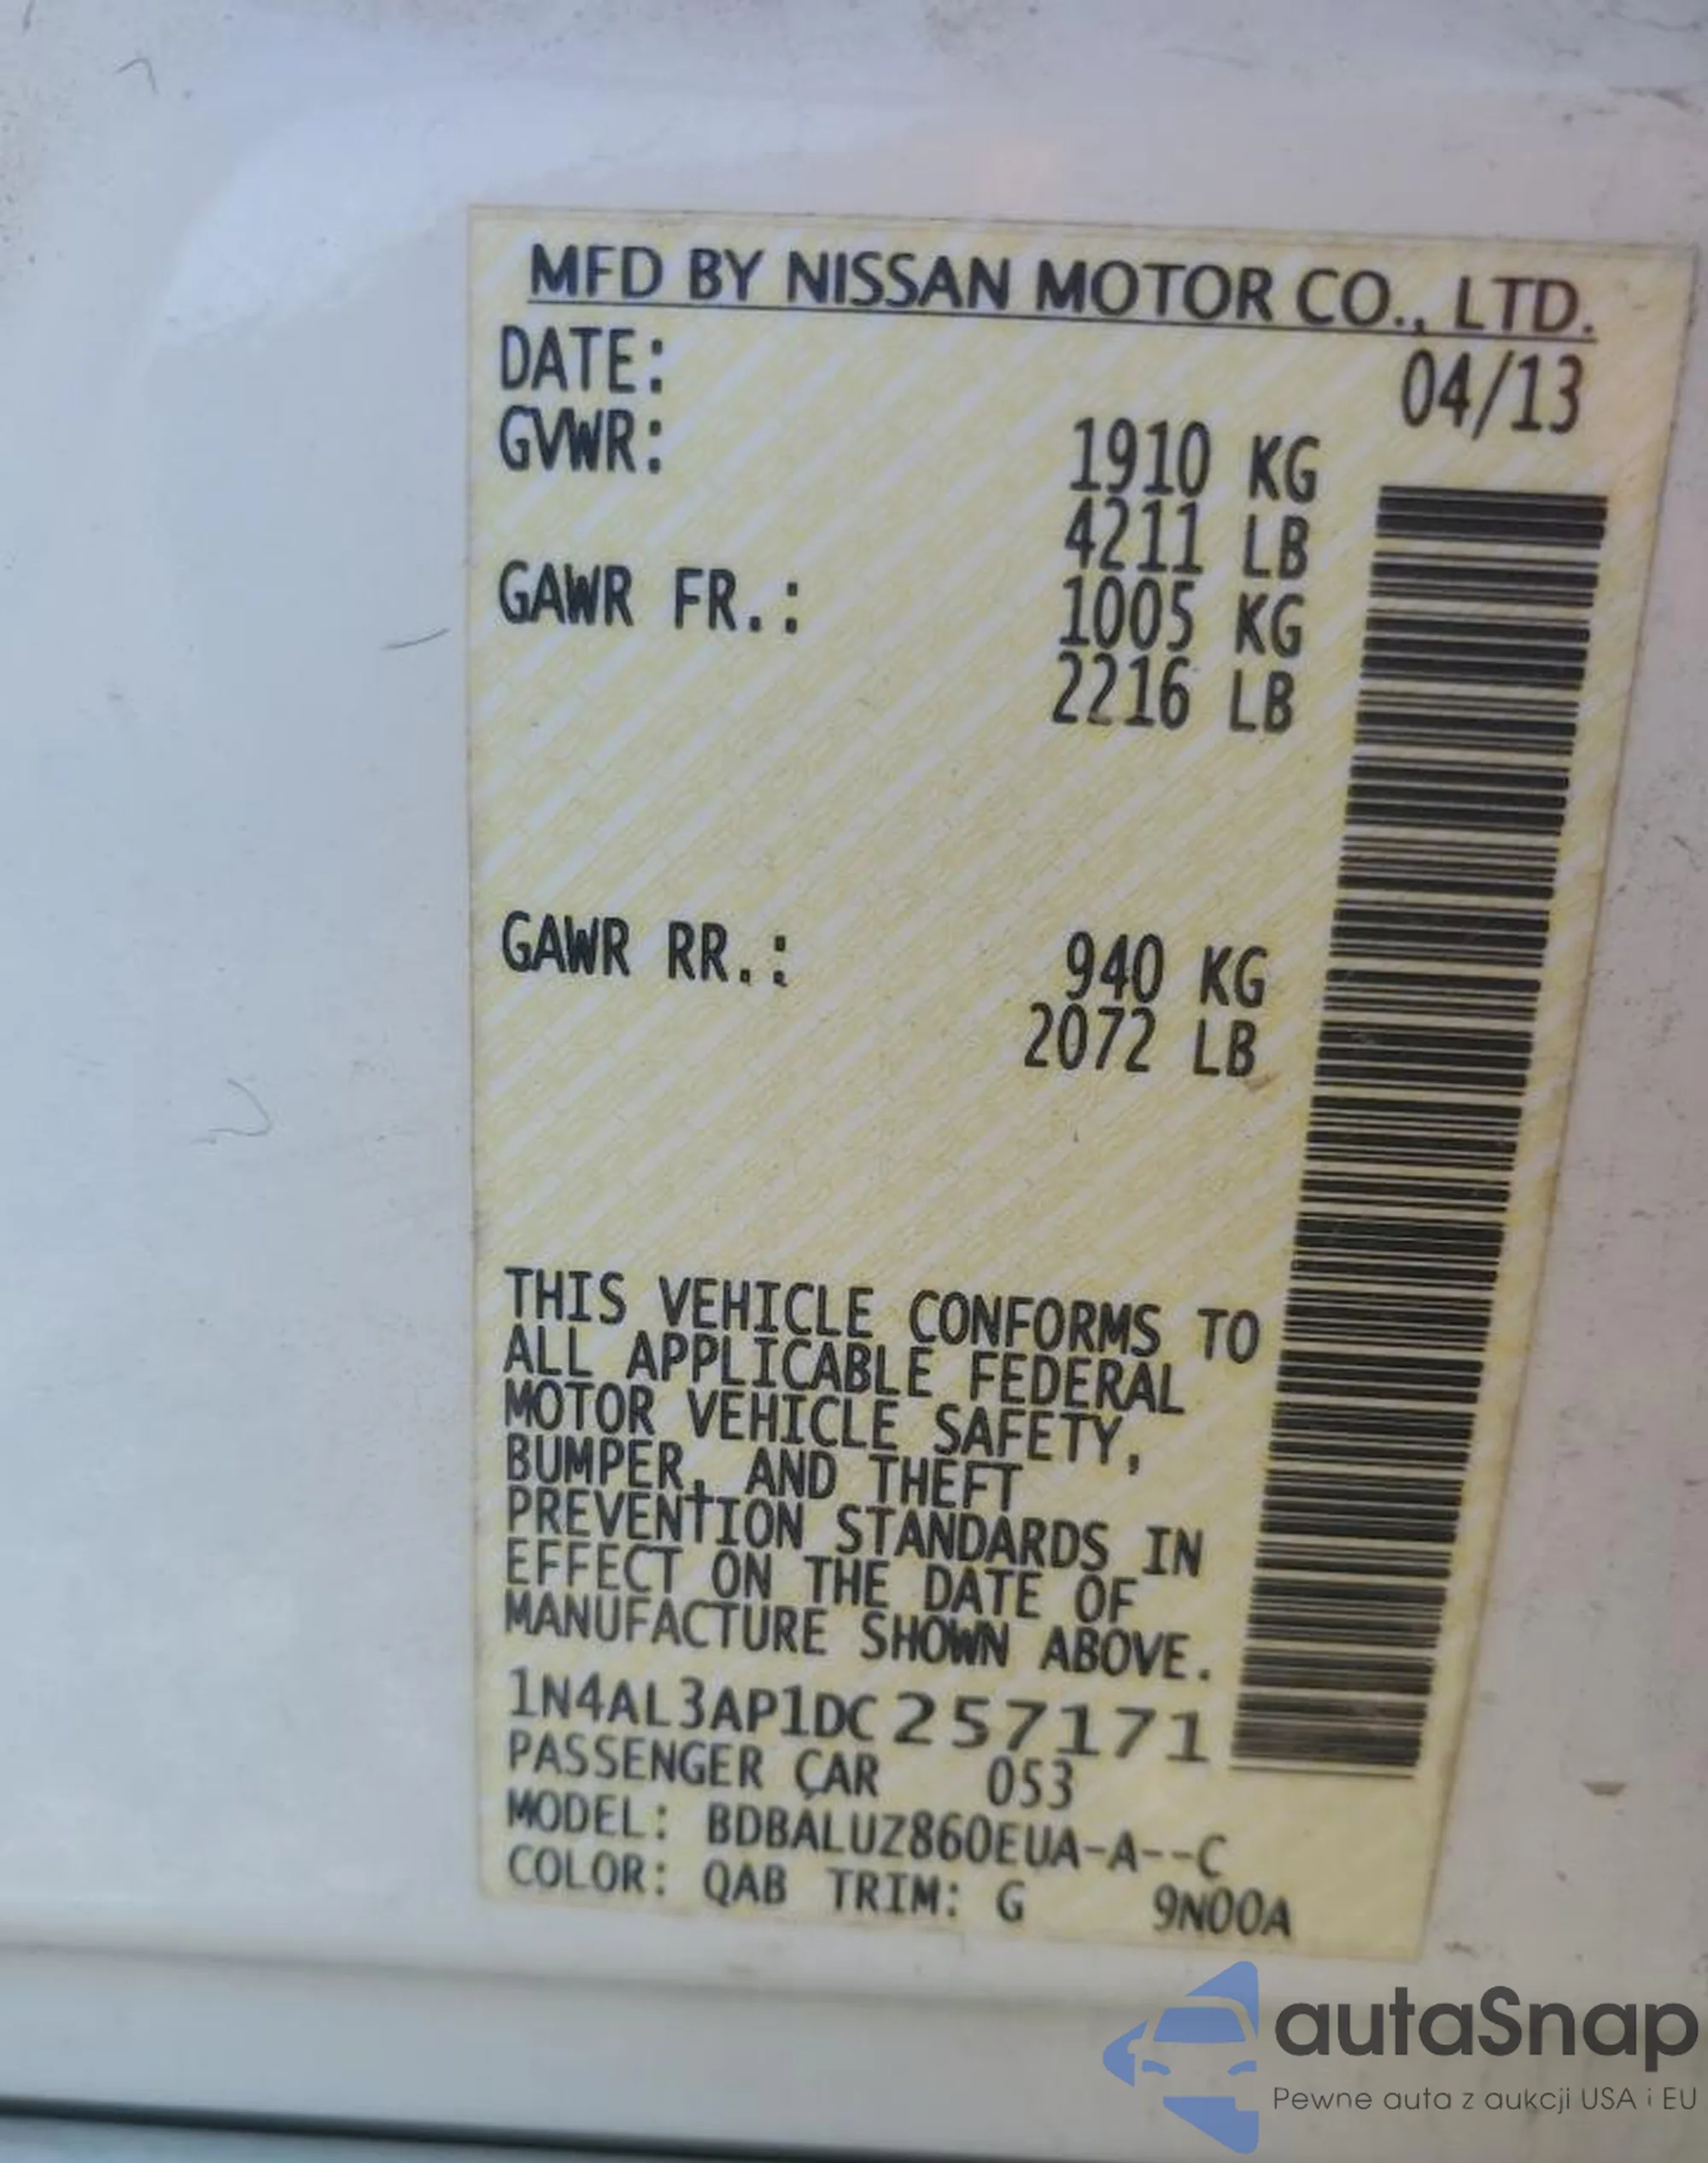 MFD BY NISSAN MOTOR CO., LTD.
DATE: 04/13
GVWR: 1910 KG
4211 LB
GAWR FR.: 1005 KG
2216 LB
GAWR RR.: 940 KG
2072 LB
THIS VEHICLE CONFORMS TO
ALL APPLICABLE FEDERAL
MOTOR VEHICLE SAFETY,
BUMPER, AND THEFT
PREVENTION STANDARDS IN
EFFECT ON THE DATE OF
MANUFACTURE SHOWN ABOVE.
1N4AL3AP1DC257171
PASSENGER CAR 053
MODEL: BDBALUZ860EUA-A--C
COLOR: QAB TRIM: G 9N00A
autaSnap
Pewne auta z aukcji USA i EU